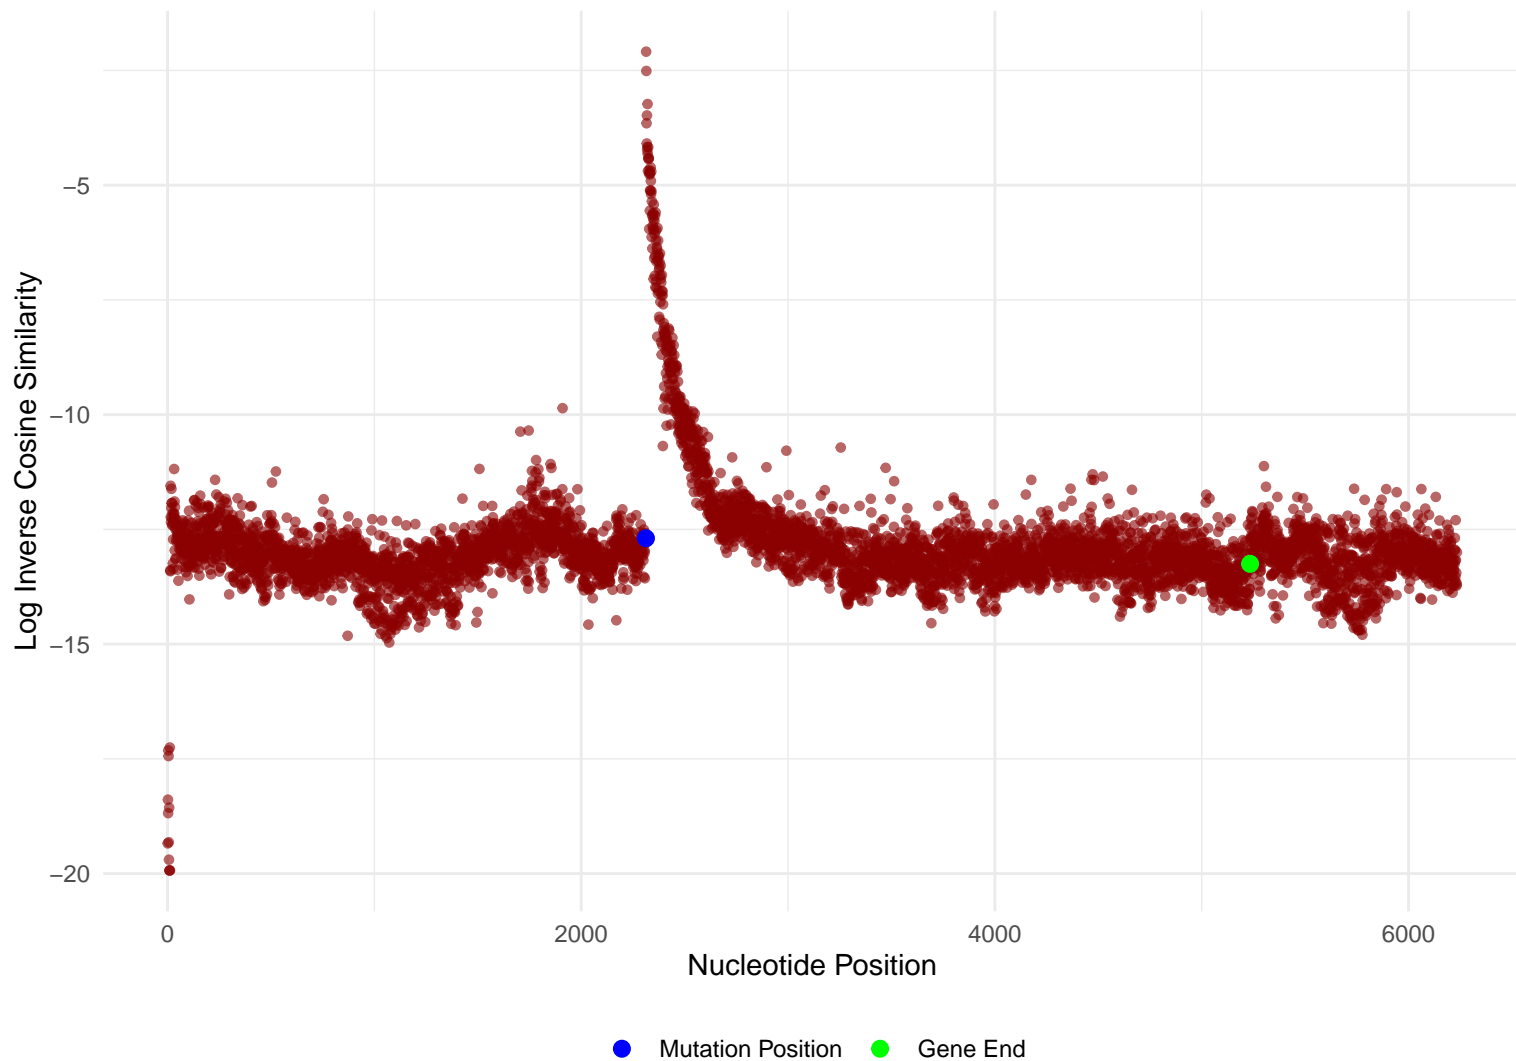 Log Inverse Cosine Similarity
−5
−10
−15
−20
0 2000 4000 6000
Nucleotide Position
Mutation Position Gene End